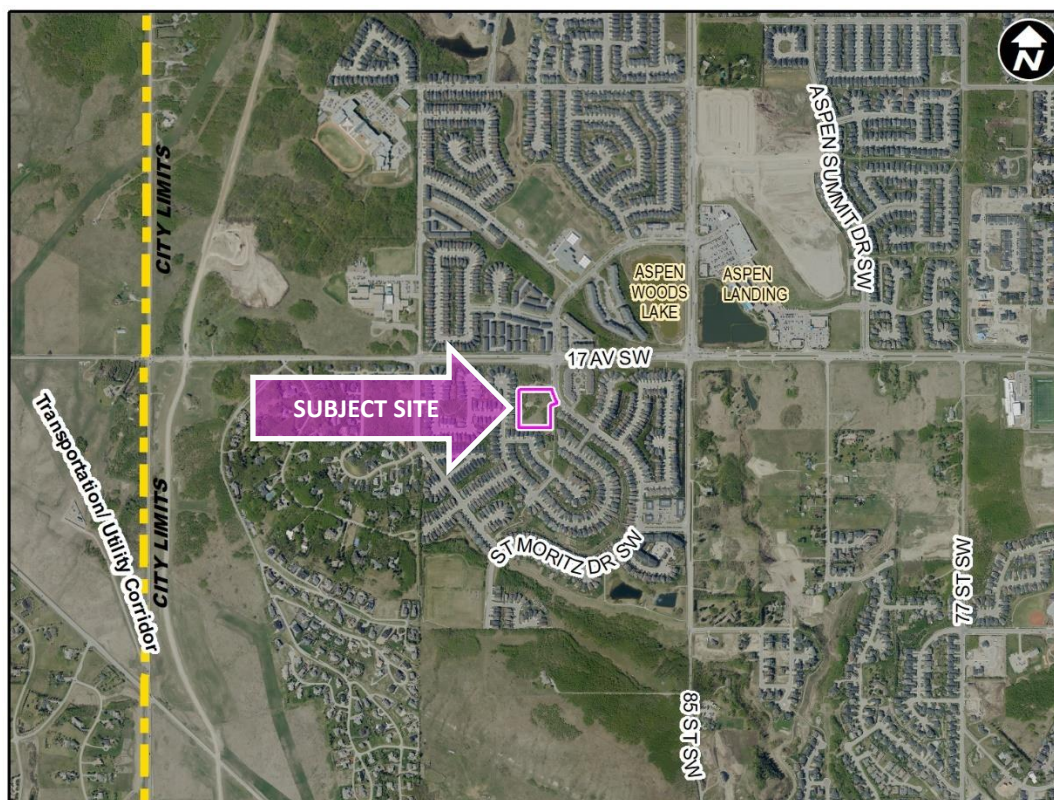 N
ASPEN SUMMIT DR SW
CITY LIMITS
ASPEN
WOODS
LAKE
ASPEN
LANDING
17 AV SW
SUBJECT SITE
Transportation/ Utility Corridor
CITY LIMITS
ST MORITZ DR SW
77 ST SW
85 ST SW